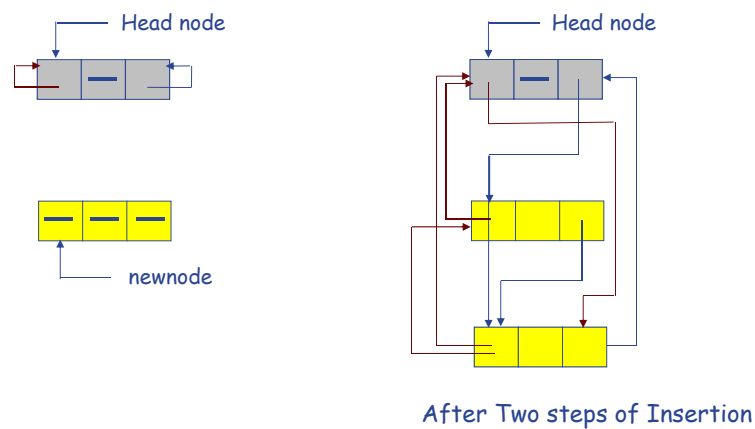 Head node
Head node
newnode
After Two steps of Insertion